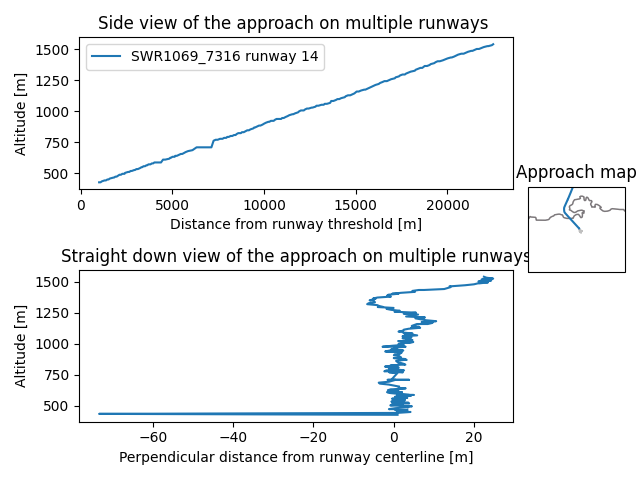 Side view of the approach on multiple runways
1500
1250
1000
750
500
Altitude [m]
SWR1069_7316 runway 14
0
5000
10000
15000
20000
Distance from runway threshold [m]
Approach map
Straight down view of the approach on multiple runways
1500
1250
1000
750
500
Altitude [m]
−60
−40
−20
0
20
Perpendicular distance from runway centerline [m]